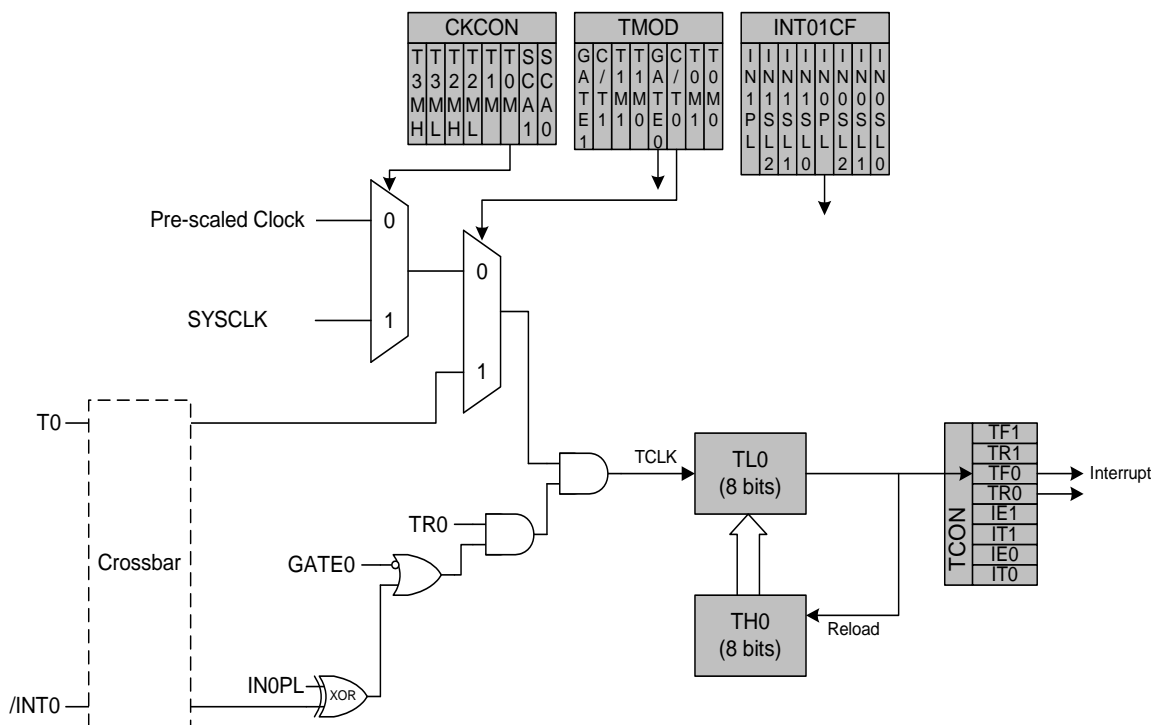 CKCON
T3MH
T3ML
T2MH
T2ML
T1M
T0M
SCA1
SCA0
TMOD
GATE1
C/T1
T1M1
T1M0
GATE0
C/T0
T0M1
T0M0
INT01CF
IN1PL
IN1SL2
IN1SL1
IN1SL0
IN0PL
IN0SL2
IN0SL1
IN0SL0
Pre-scaled Clock
0
SYSCLK
1
0
1
T0
Crossbar
/INT0
TR0
GATE0
IN0PL
XOR
TCLK
TL0
(8 bits)
TH0
(8 bits)
Reload
TCON
TF1
TR1
TF0
TR0
IE1
IT1
IE0
IT0
Interrupt